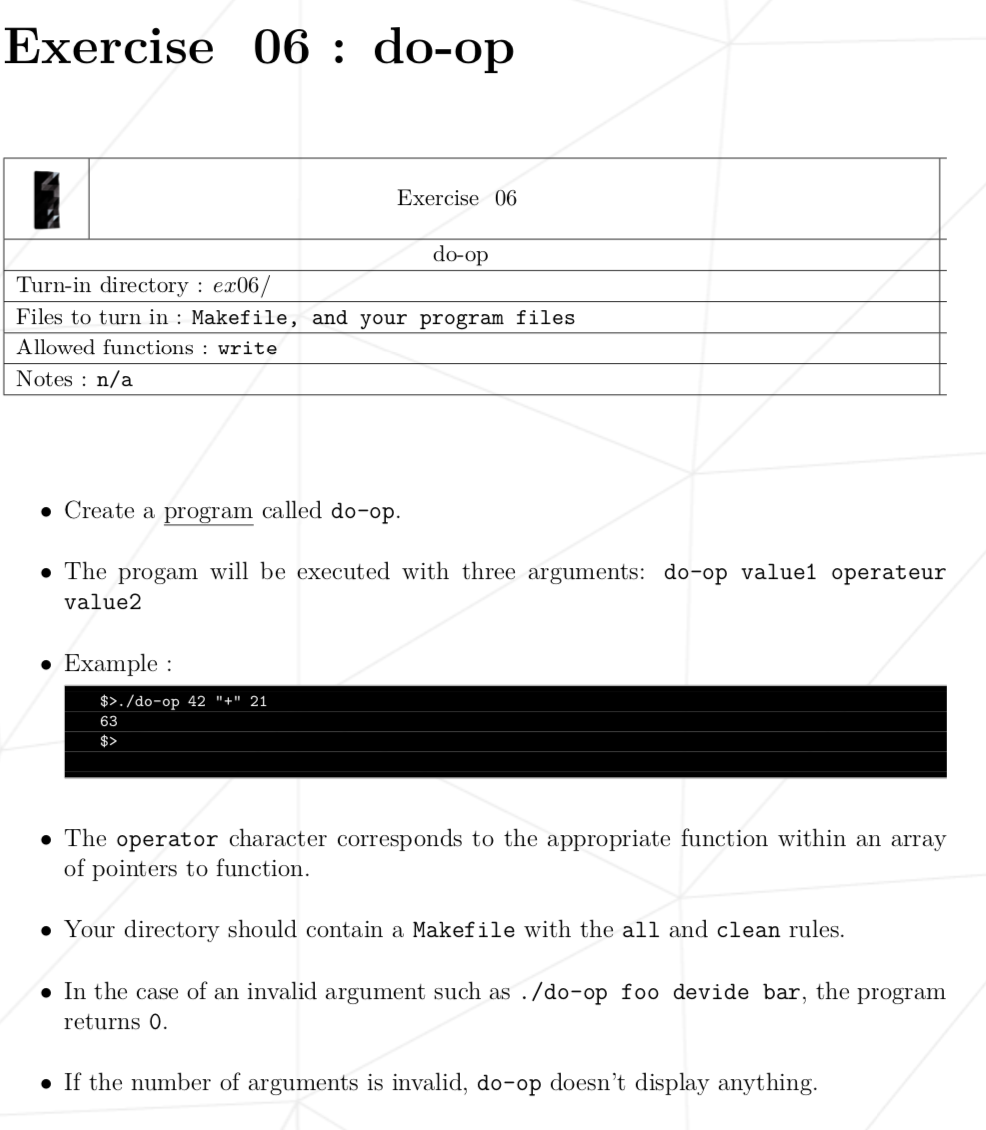 Exercise 06 : do-op
Exercise 06
do-op
Turn-in directory : ex06/
Files to turn in : Makefile, and your program files
Allowed functions : write
Notes : n/a
• Create a program called do-op.
• The progam will be executed with three arguments: do-op value1 operateur
value2
• Example :
$>./do-op 42 "+" 21
63
$>
• The operator character corresponds to the appropriate function within an array
of pointers to function.
• Your directory should contain a Makefile with the all and clean rules.
• In the case of an invalid argument such as ./do-op foo devide bar, the program
returns 0.
• If the number of arguments is invalid, do-op doesn't display anything.